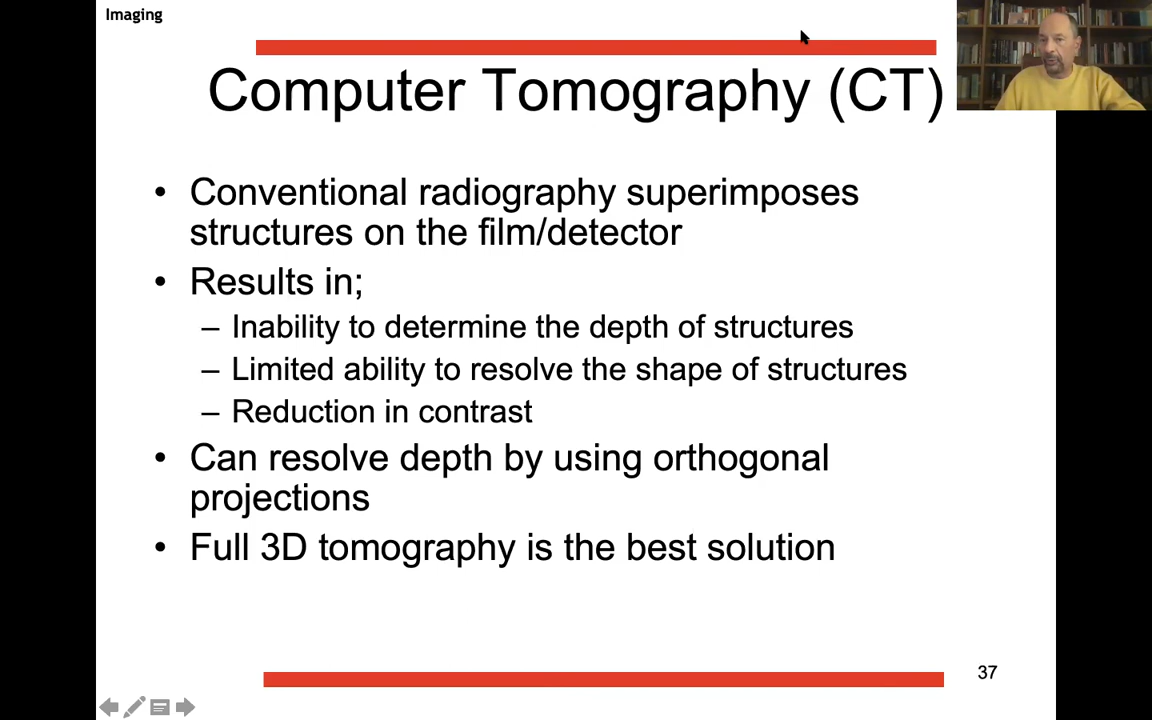 Imaging
Computer Tomography (CT)
• Conventional radiography superimposes
structures on the film/detector
• Results in;
– Inability to determine the depth of structures
– Limited ability to resolve the shape of structures
– Reduction in contrast
• Can resolve depth by using orthogonal
projections
• Full 3D tomography is the best solution
37